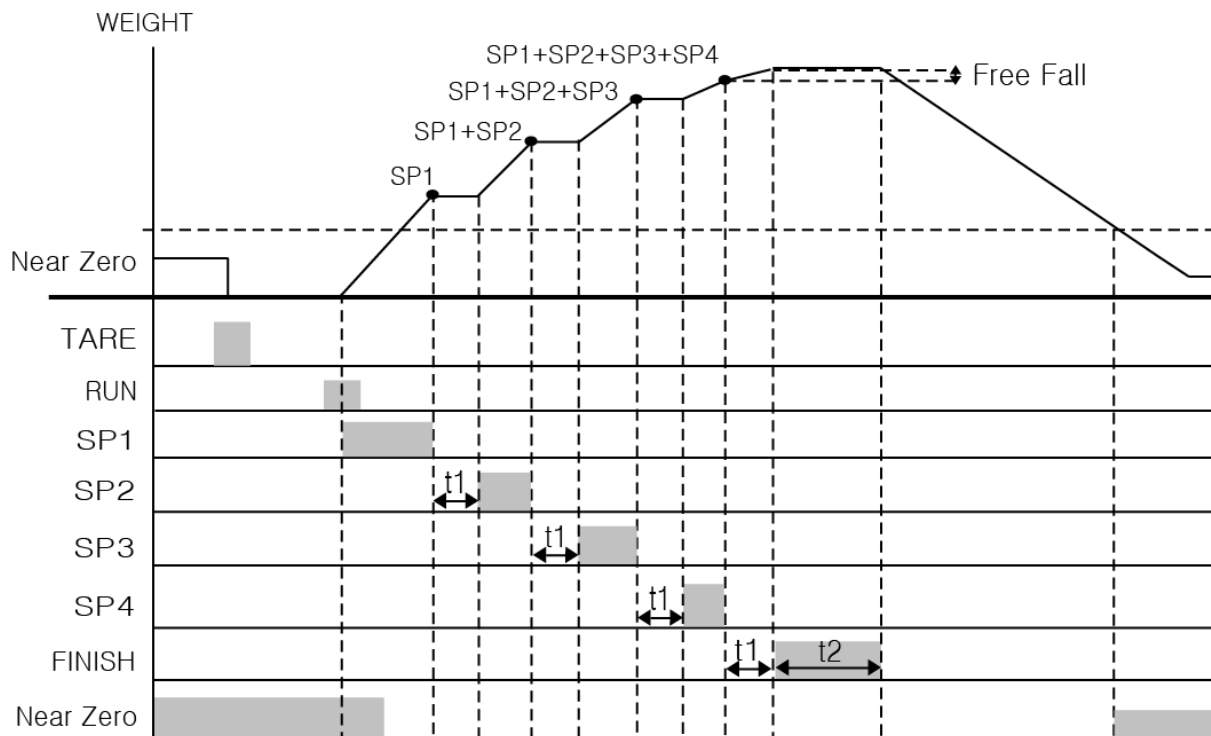 WEIGHT
SP1+SP2+SP3+SP4
Free Fall
SP1+SP2+SP3
SP1+SP2
SP1
Near Zero
TARE
RUN
SP1
SP2
t1
SP3
t1
SP4
t1
FINISH
t1
t2
Near Zero